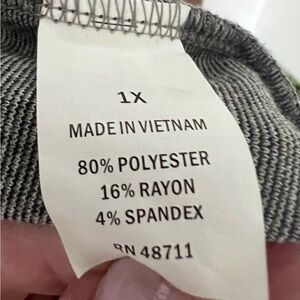 1X
MADE IN VIETNAM
80% POLYESTER
16% RAYON
4% SPANDEX
RN 48711